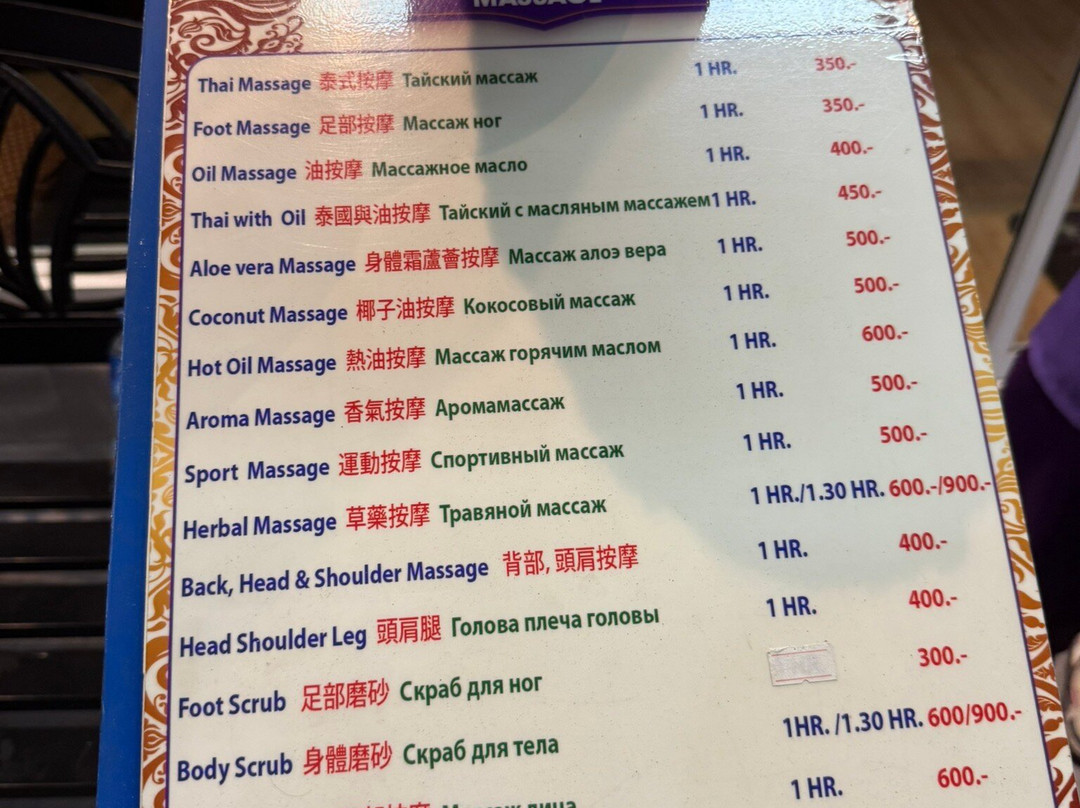 MASSAGE
Thai Massage 泰式按摩 Тайский массаж 1 HR. 350.-
Foot Massage 足部按摩 Массаж ног 1 HR. 350.-
Oil Massage 油按摩 Массажное масло 1 HR. 400.-
Thai with Oil 泰國與油按摩 Тайский с масляным массажем 1 HR. 450.-
Aloe vera Massage 身體霜蘆薈按摩 Массаж алоэ вера 1 HR. 500.-
Coconut Massage 椰子油按摩 Кокосовый массаж 1 HR. 500.-
Hot Oil Massage 熱油按摩 Массаж горячим маслом 1 HR. 600.-
Aroma Massage 香氣按摩 Аромамассаж 1 HR. 500.-
Sport Massage 運動按摩 Спортивный массаж 1 HR. 500.-
Herbal Massage 草藥按摩 Травяной массаж 1 HR./1.30 HR. 600.-/900.-
Back, Head & Shoulder Massage 背部, 頭肩按摩 1 HR. 400.-
Head Shoulder Leg 頭肩腿 Голова плеча головы 1 HR. 400.-
Foot Scrub 足部磨砂 Скраб для ног 300.-
Body Scrub 身體磨砂 Скраб для тела 1HR. /1.30 HR. 600/900.-
按摩 Массаж лица 1 HR. 600.-